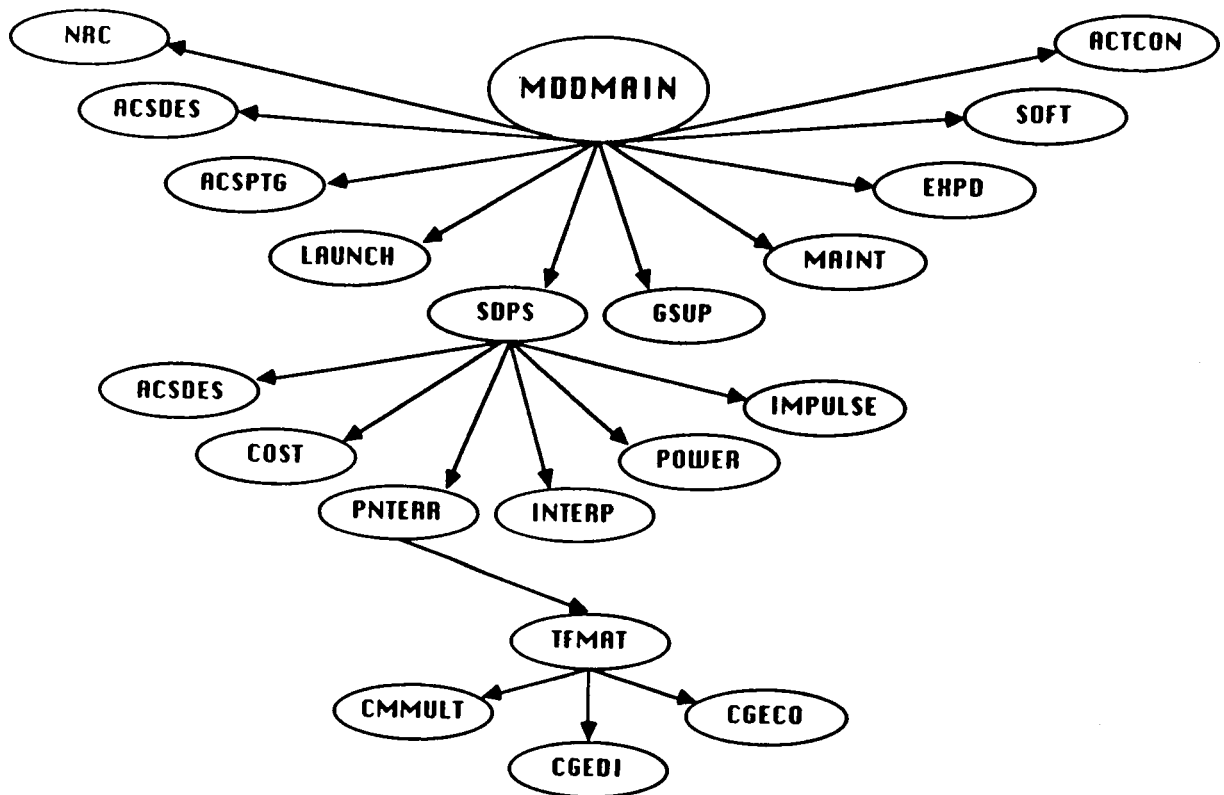 NRC
ACTCON
MDDMAIN
ACSDES
SOFT
ACSPTG
EXPD
LAUNCH
MAINT
SDPS
GSUP
ACSDES
IMPULSE
COST
POWER
PNTERR
INTERP
TFMAT
CMMULT
CGECO
CGEDI